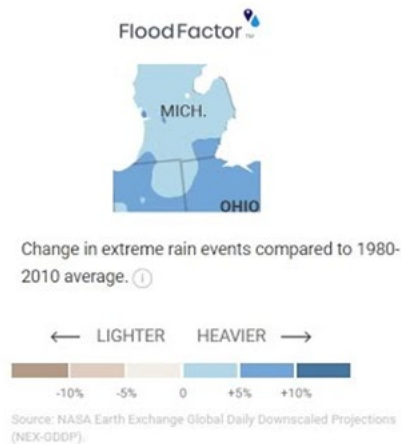 FloodFactor™
MICH.
OHIO
Change in extreme rain events compared to 1980-
2010 average. i
← LIGHTER HEAVIER →
-10% -5% 0 +5% +10%
Source: NASA Earth Exchange Global Daily Downscaled Projections
(NEX-GDDP).